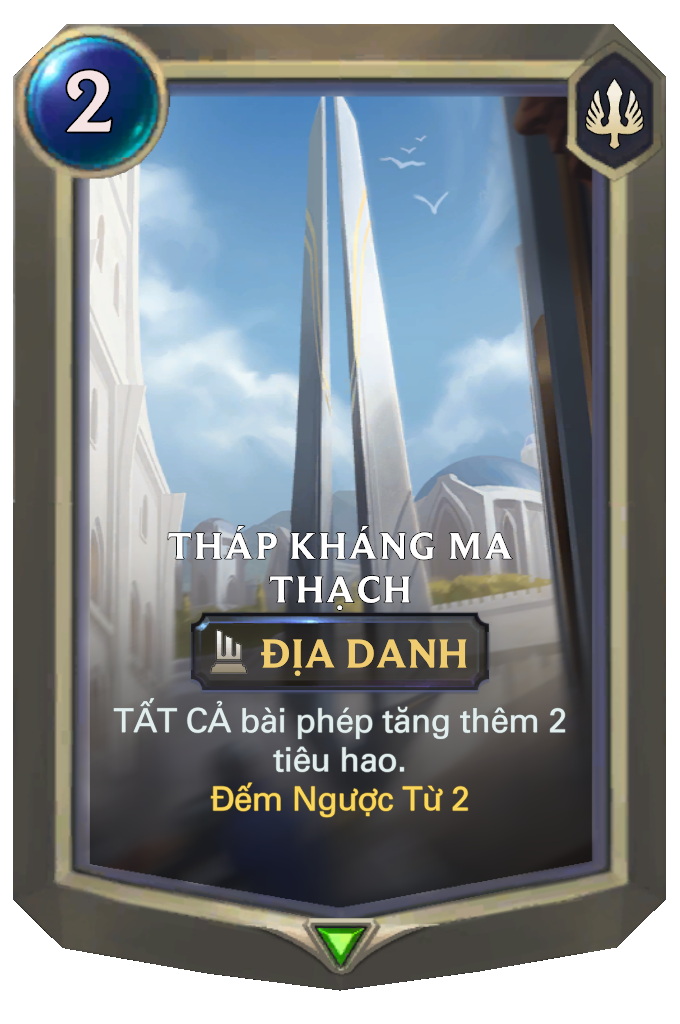 2
THÁP KHÁNG MA
THẠCH
ĐỊA DANH
TẤT CẢ bài phép tăng thêm 2
tiêu hao.
Đếm Ngược Từ 2